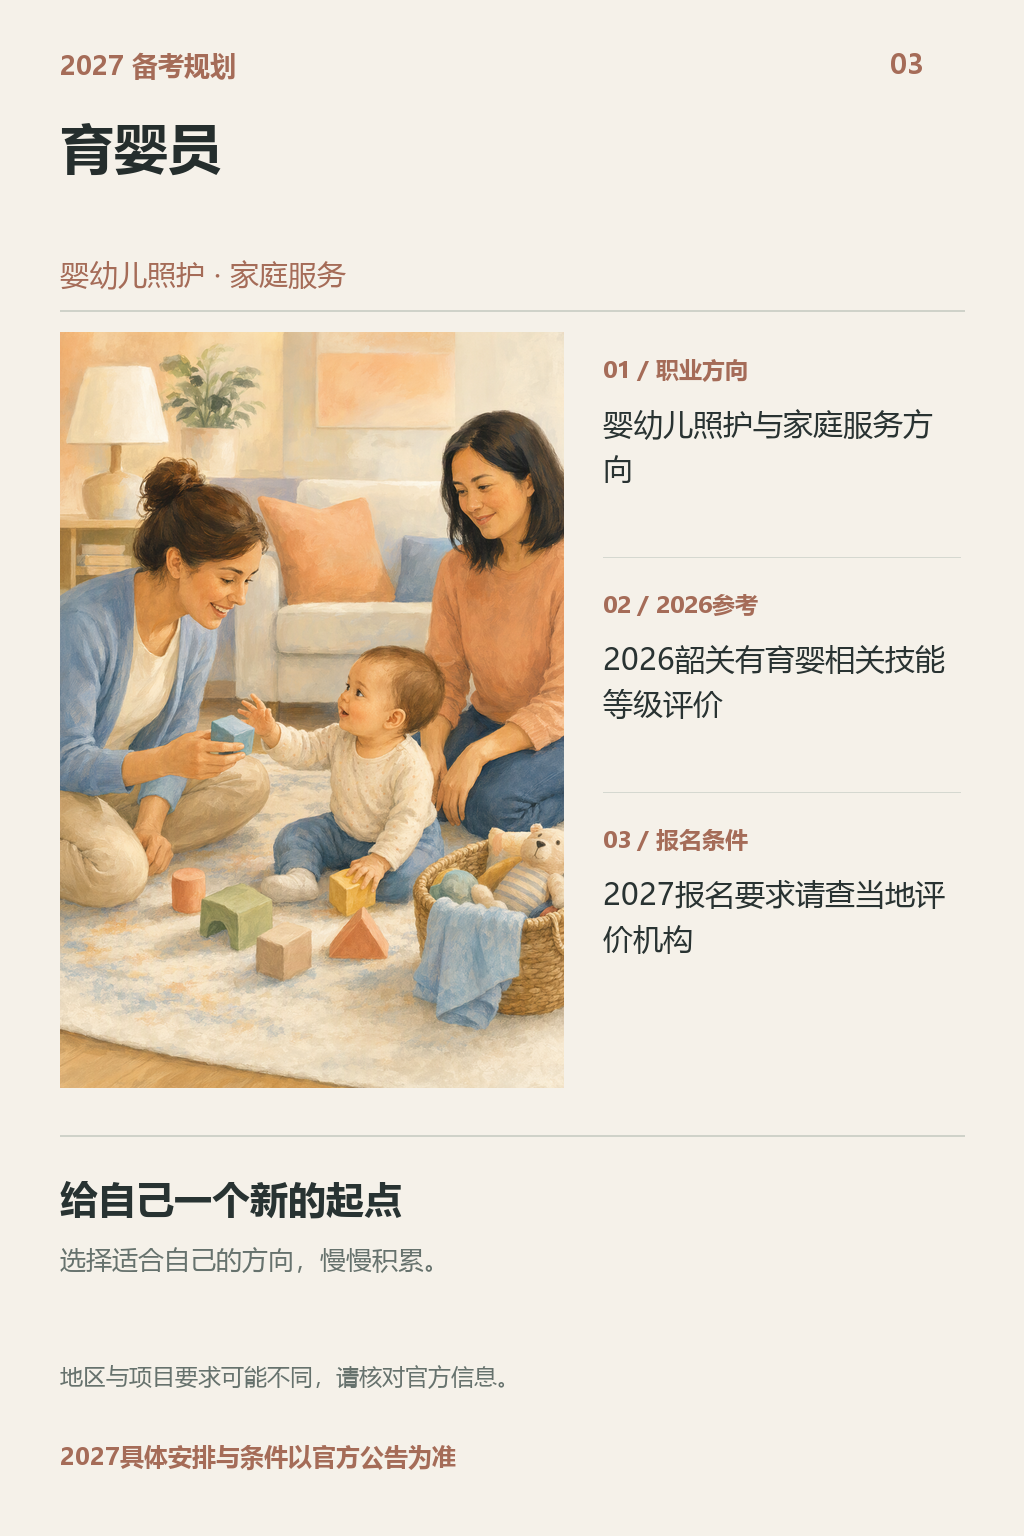 2027 备考规划
03
育婴员
婴幼儿照护 · 家庭服务
01 / 职业方向
婴幼儿照护与家庭服务方
向
02 / 2026参考
2026韶关有育婴相关技能
等级评价
03 / 报名条件
2027报名要求请查当地评
价机构
给自己一个新的起点
选择适合自己的方向，慢慢积累。
地区与项目要求可能不同，请核对官方信息。
2027具体安排与条件以官方公告为准